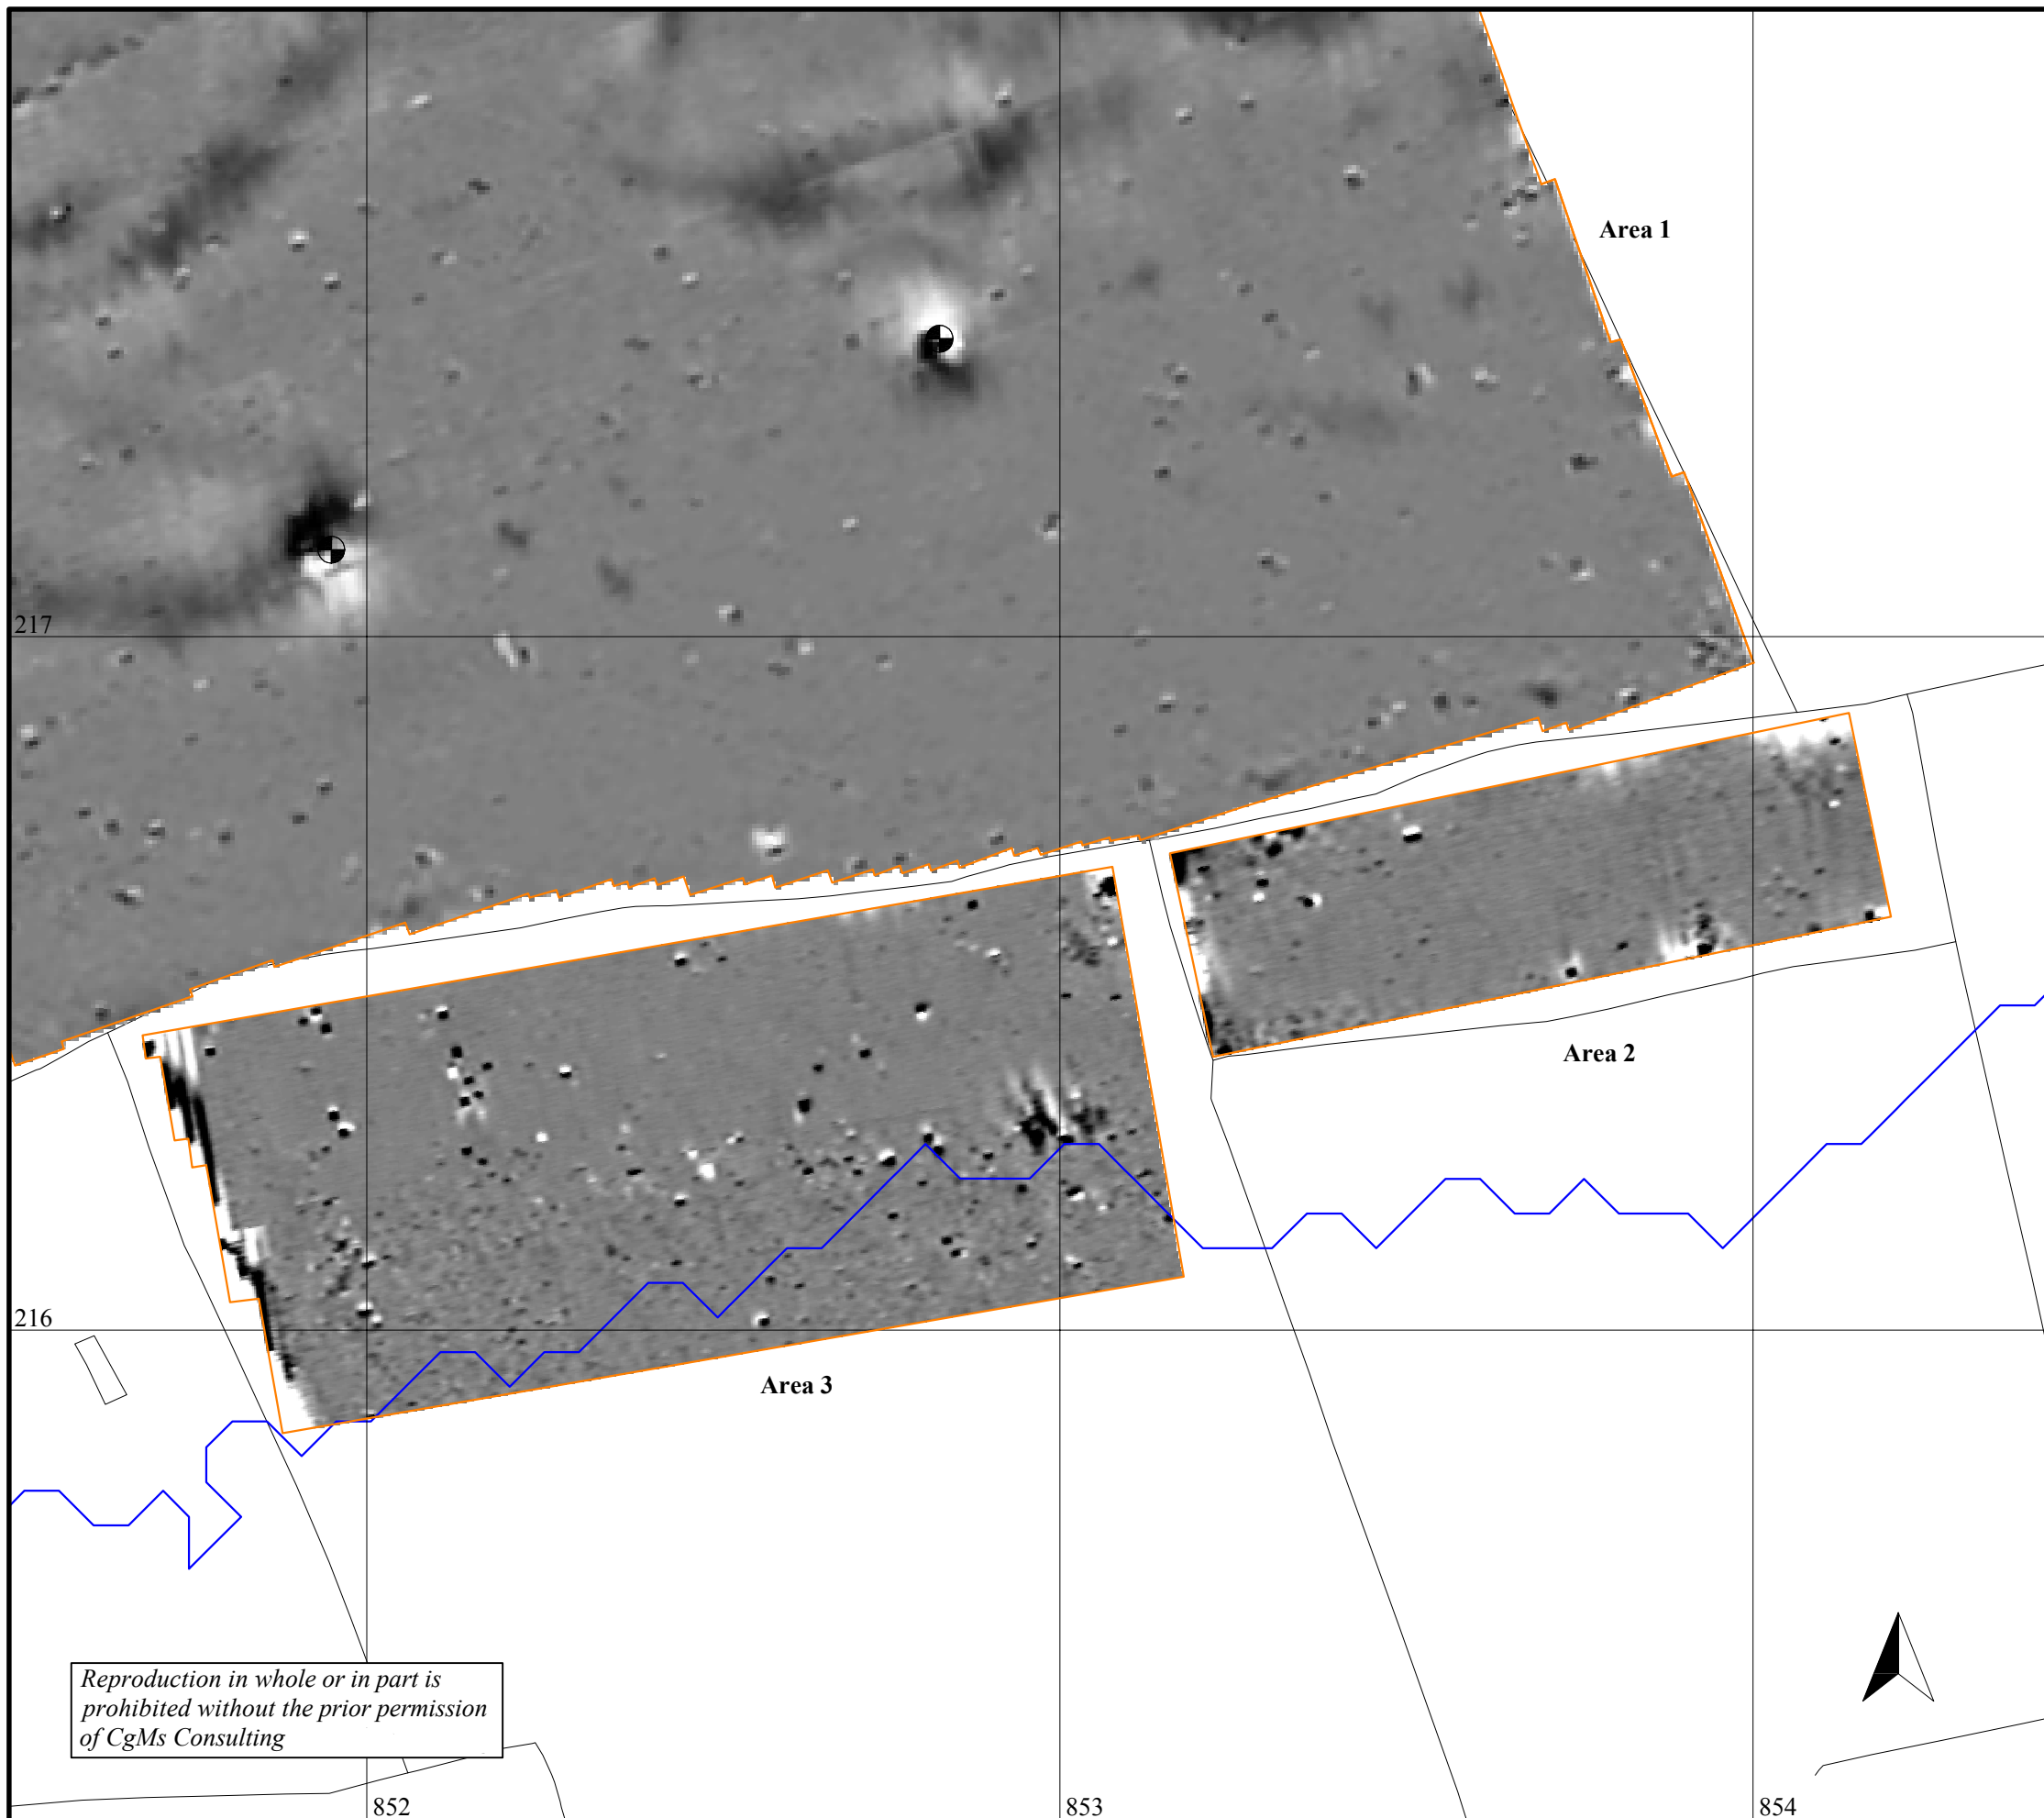 Area 1
217
Area 2
216
Area 3
Reproduction in whole or in part is
prohibited without the prior permission
of CgMs Consulting
852
853
854